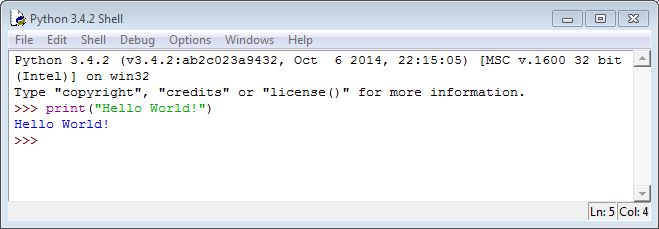 Python 3.4.2 Shell
File Edit Shell Debug Options Windows Help
Python 3.4.2 (v3.4.2:ab2c023a9432, Oct  6 2014, 22:15:05) [MSC v.1600 32 bit
(Intel)] on win32
Type "copyright", "credits" or "license()" for more information.
>>> print("Hello World!")
Hello World!
>>>
Ln: 5 Col: 4